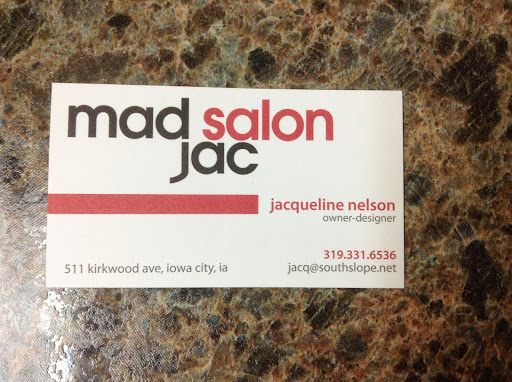 mad salon
jac
jacqueline nelson
owner-designer
319.331.6536
511 kirkwood ave, iowa city, ia jacq@southslope.net